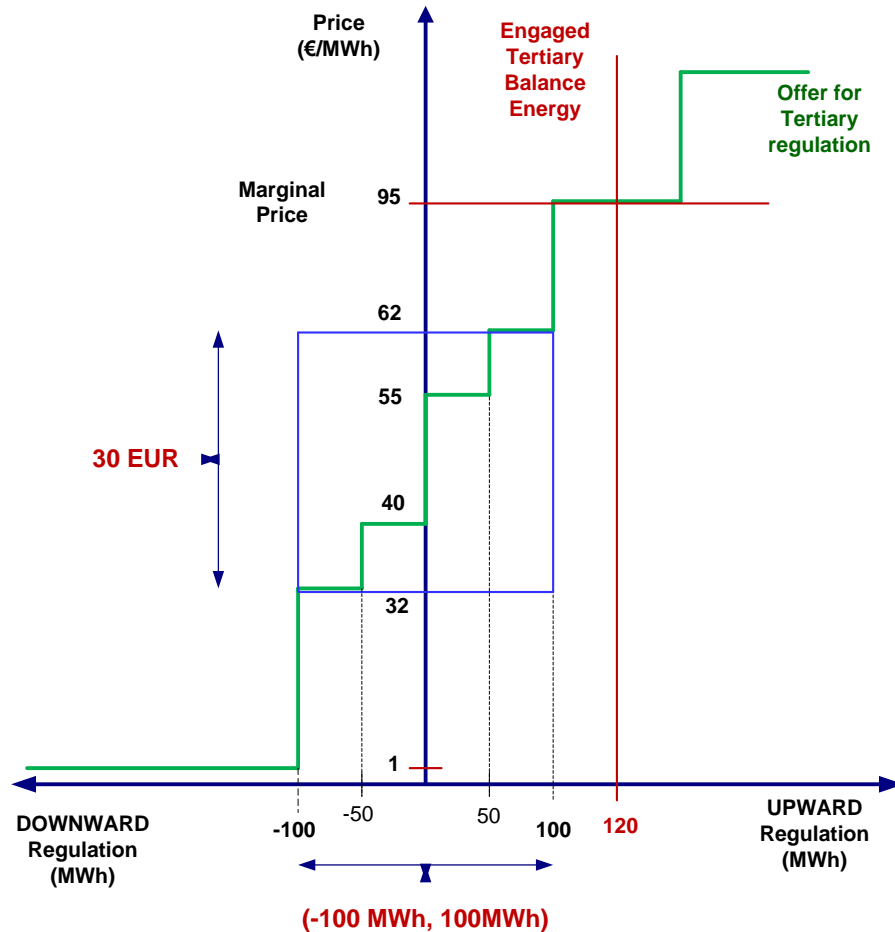 Price
(€/MWh)
Engaged
Tertiary
Balance
Energy
Offer for
Tertiary
regulation
Marginal
Price
95
62
55
30 EUR
40
32
1
DOWNWARD
Regulation
(MWh)
-100
-50
50
100
120
UPWARD
Regulation
(MWh)
(-100 MWh, 100MWh)